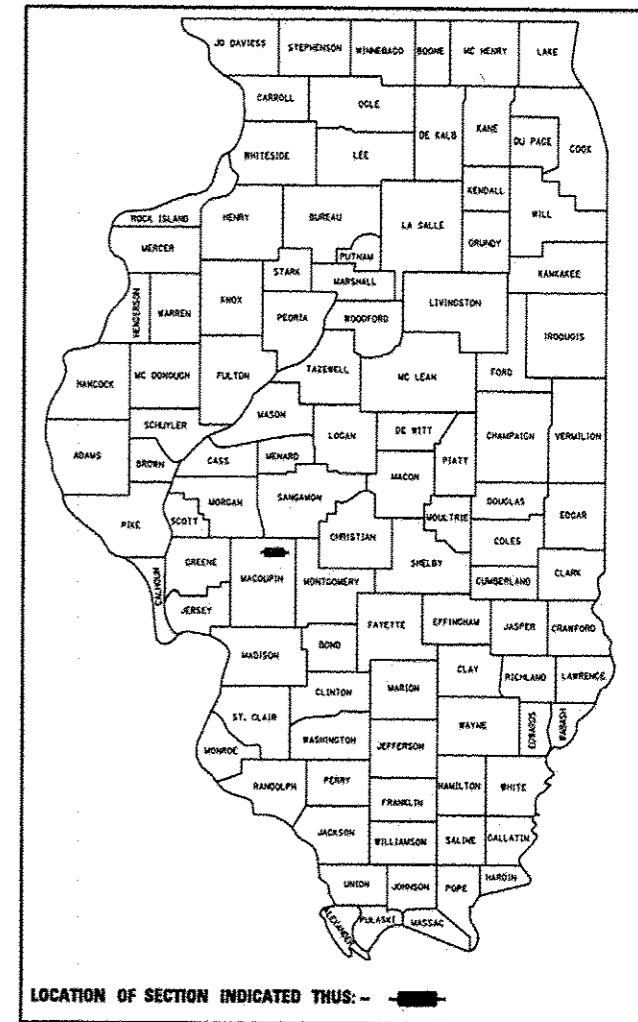 JO DAVIESS STEPHENSON WINNEBAGO BOONE MC HENRY LAKE
CARROLL OGLE DE KALB KANE DU PAGE COOK
WHITESIDE LEE KENDALL WILL
ROCK ISLAND HENRY BUREAU LA SALLE GRUNDY
MERCER PUTNAM KANKAKEE
STARK MARSHALL LIVINGSTON
HENDERSON WARREN KNOX PEORIA WOODFORD IROQUOIS
HANCOCK MC DONOUGH FULTON TAZEWELL MC LEAN FORD
SCHUYLER MASON LOGAN DE WITT CHAMPAIGN VERMILION
ADAMS BROWN CASS MENARD PIATT
MACON
PIKE SCOTT MORGAN SANGAMON MOULTRIE DOUGLAS EDGAR
CHRISTIAN COLES
CALHOUN GREENE MACOUPIN MONTGOMERY SHELBY CUMBERLAND CLARK
JERSEY FAYETTE EFFINGHAM JASPER CRAWFORD
MADISON BOND
CLAY RICHLAND LAWRENCE
CLINTON MARION
ST. CLAIR WAYNE EDWARDS WABASH
MONROE WASHINGTON JEFFERSON
RANDOLPH PERRY HAMILTON WHITE
FRANKLIN
JACKSON WILLIAMSON SALINE GALLATIN
UNION JOHNSON POPE HARDIN
ALEXANDER PULASKI MASSAC
LOCATION OF SECTION INDICATED THUS: -